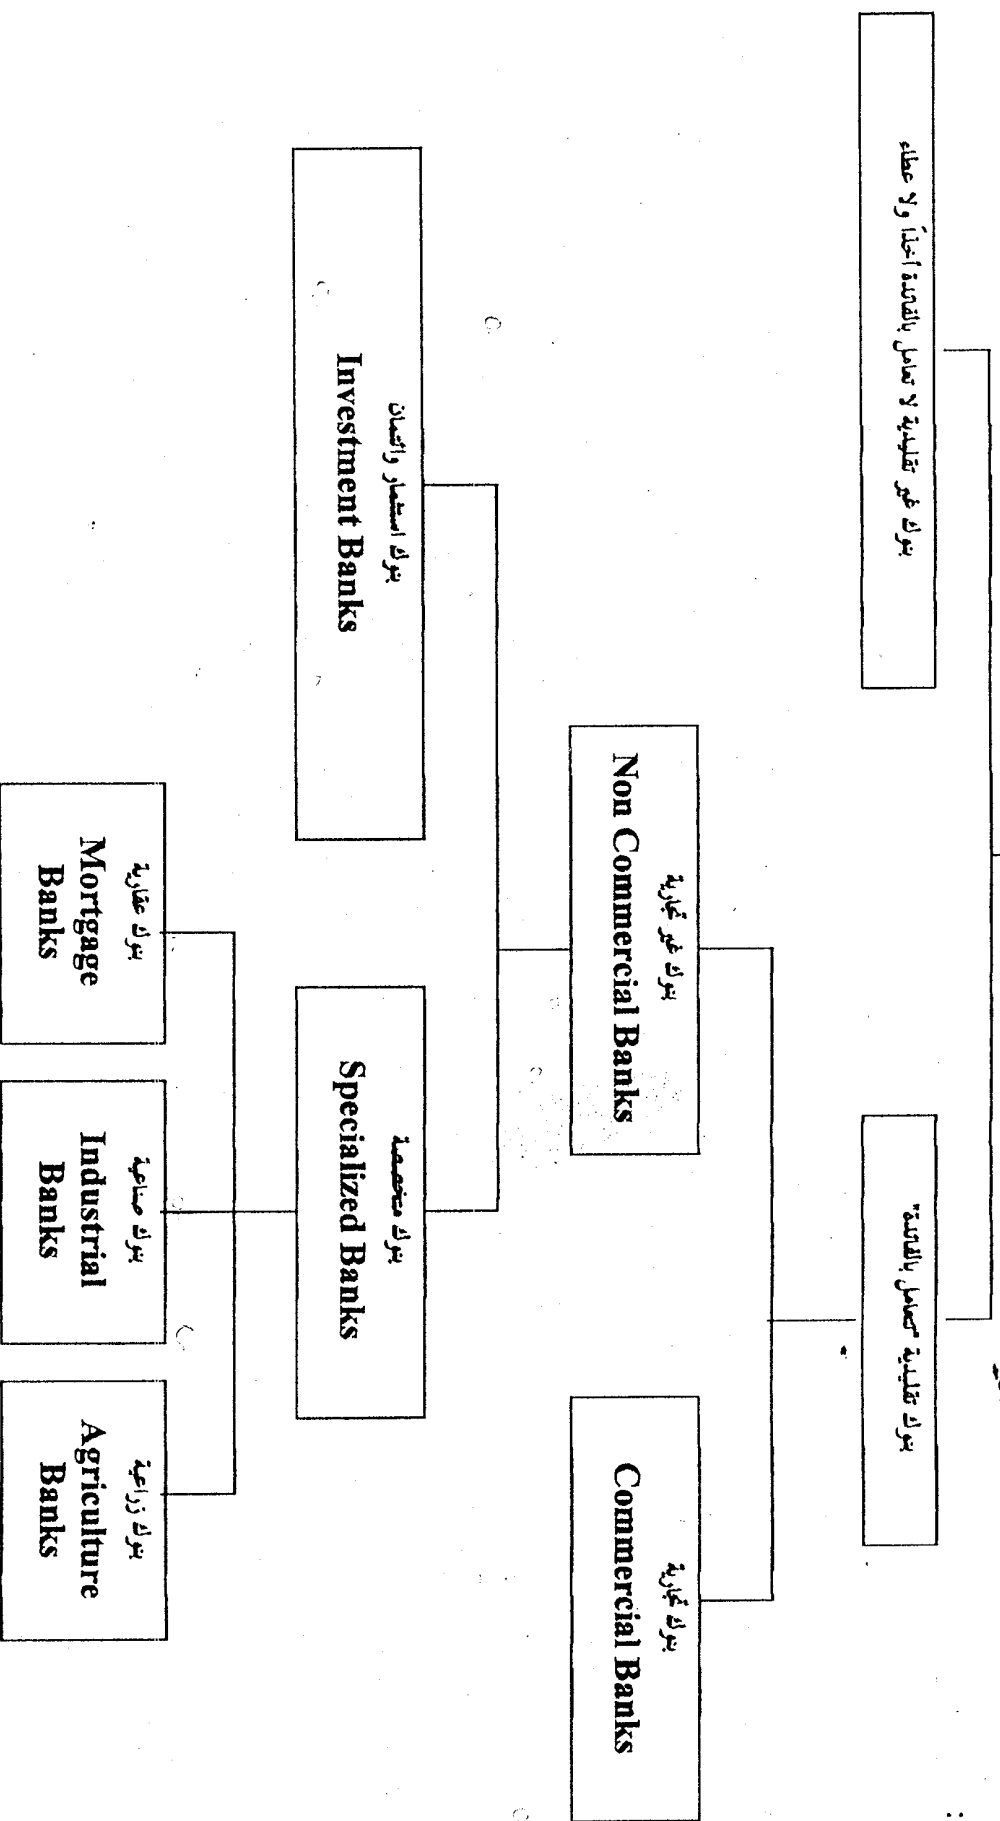 بنوك تقليدية "تتعامل بالفائدة"
بنوك غير تقليدية لا تعامل بالفائدة أخذاً ولا عطاء
بنوك تجارية
Commercial Banks
بنوك غير تجارية
Non Commercial Banks
بنوك متخصصة
Specialized Banks
بنوك استثمار وائتمان
Investment Banks
بنوك زراعية
Agriculture
Banks
بنوك صناعية
Industrial
Banks
بنوك عقارية
Mortgage
Banks